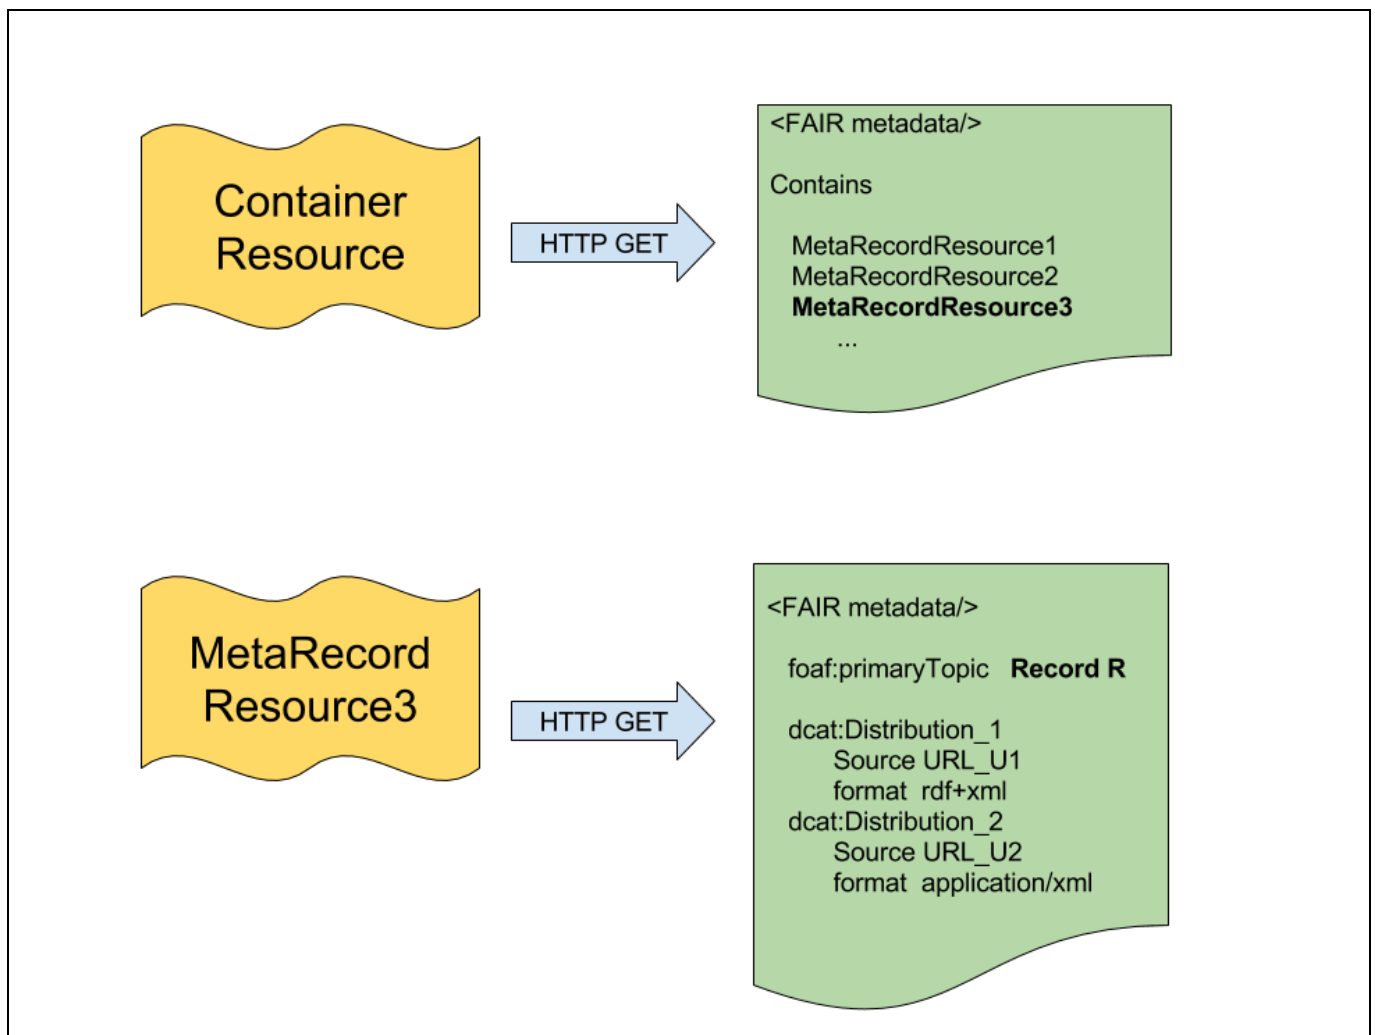 Container
Resource
HTTP GET
<FAIR metadata/>
Contains
MetaRecordResource1
MetaRecordResource2
MetaRecordResource3
...
MetaRecord
Resource3
HTTP GET
<FAIR metadata/>
foaf:primaryTopic Record R
dcat:Distribution_1
Source URL_U1
format rdf+xml
dcat:Distribution_2
Source URL_U2
format application/xml